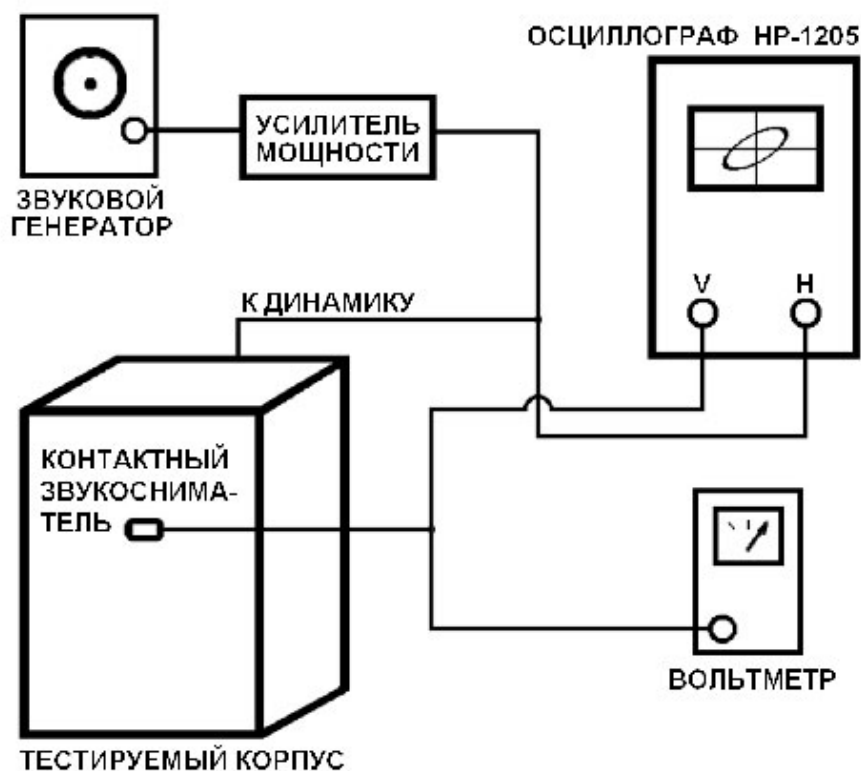 ОСЦИЛЛОГРАФ HP-1205
УСИЛИТЕЛЬ
МОЩНОСТИ
ЗВУКОВОЙ
ГЕНЕРАТОР
V H
К ДИНАМИКУ
КОНТАКТНЫЙ
ЗВУКОСНИМА-
ТЕЛЬ
ВОЛЬТМЕТР
ТЕСТИРУЕМЫЙ КОРПУС